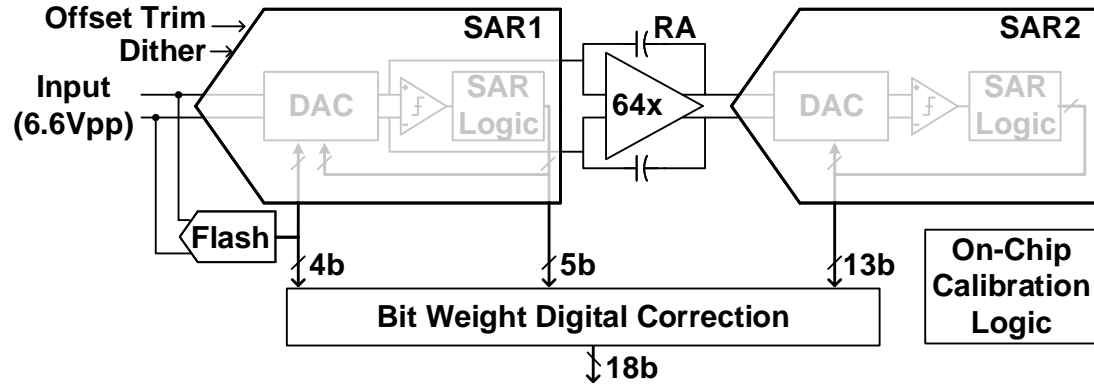 Offset Trim
Dither
Input
(6.6Vpp)
SAR1
DAC
SAR
Logic
RA
64x
SAR2
DAC
SAR
Logic
Flash
4b
5b
13b
On-Chip
Calibration
Logic
Bit Weight Digital Correction
18b